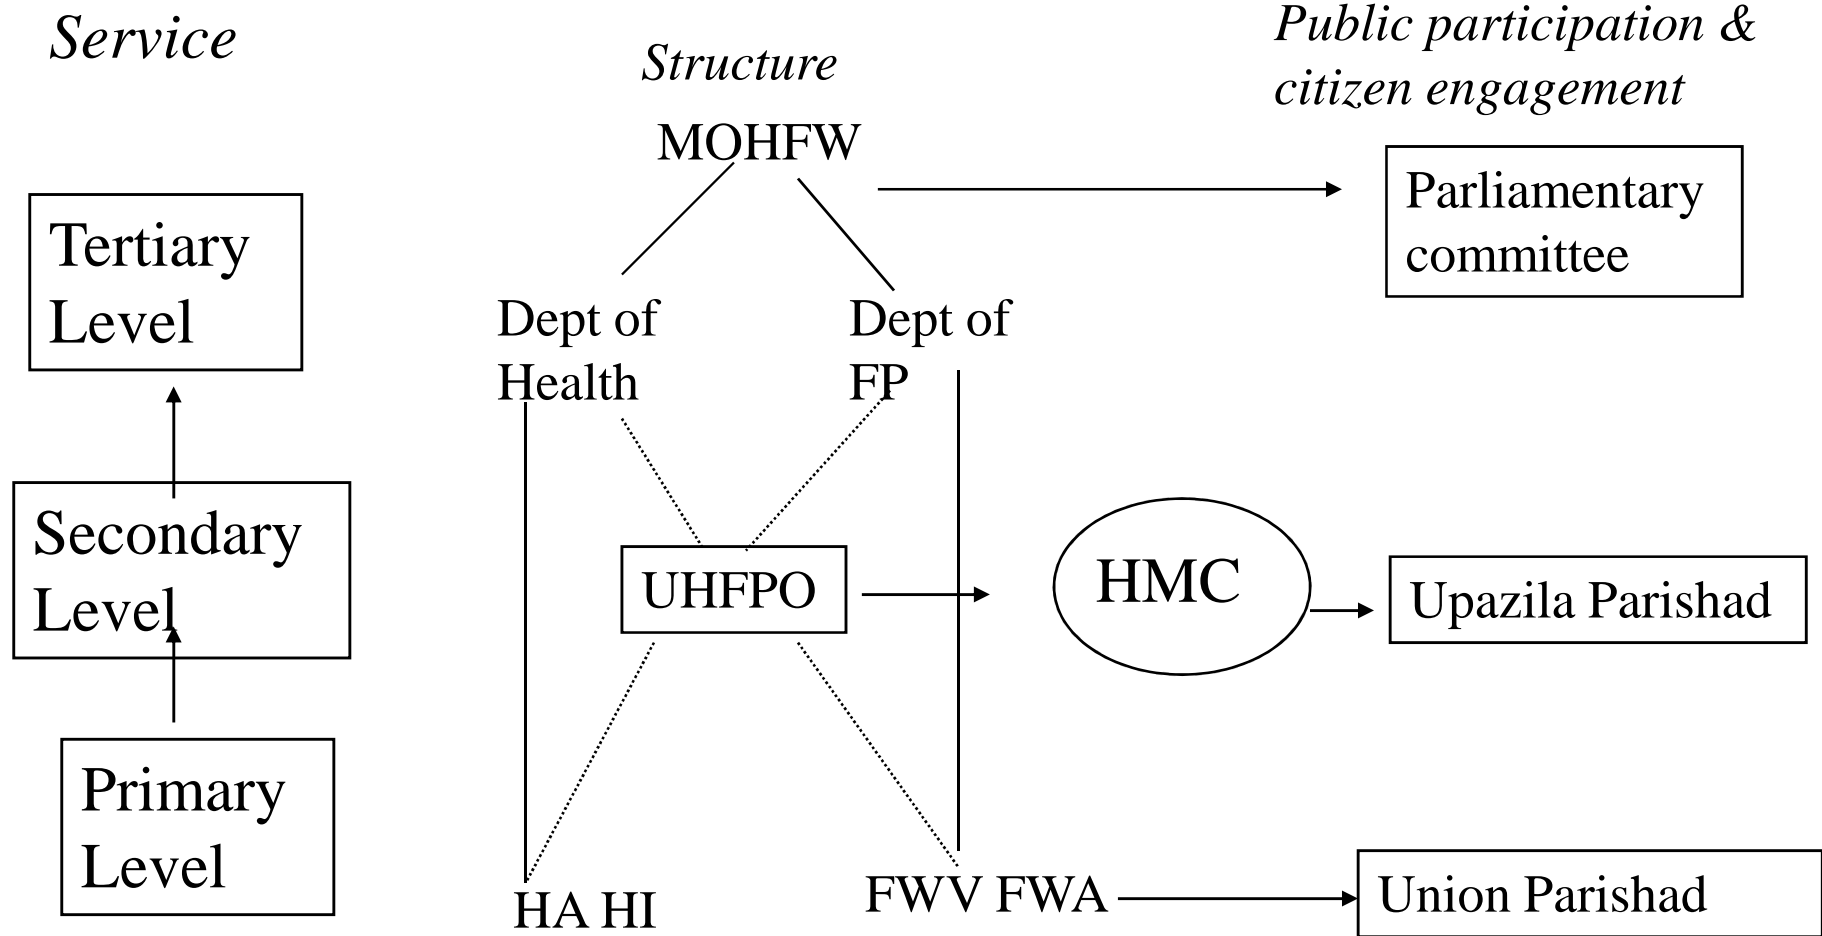 Service
Structure
Public participation &
citizen engagement
MOHFW
Parliamentary
committee
Tertiary
Level
Dept of
Health
Dept of
FP
Secondary
Level
UHFPO
HMC
Upazila Parishad
Primary
Level
HA HI
FWV FWA
Union Parishad